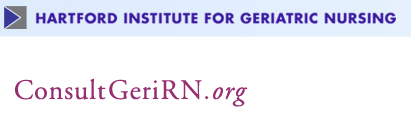 HARTFORD INSTITUTE FOR GERIATRIC NURSING
ConsultGeriRN.org